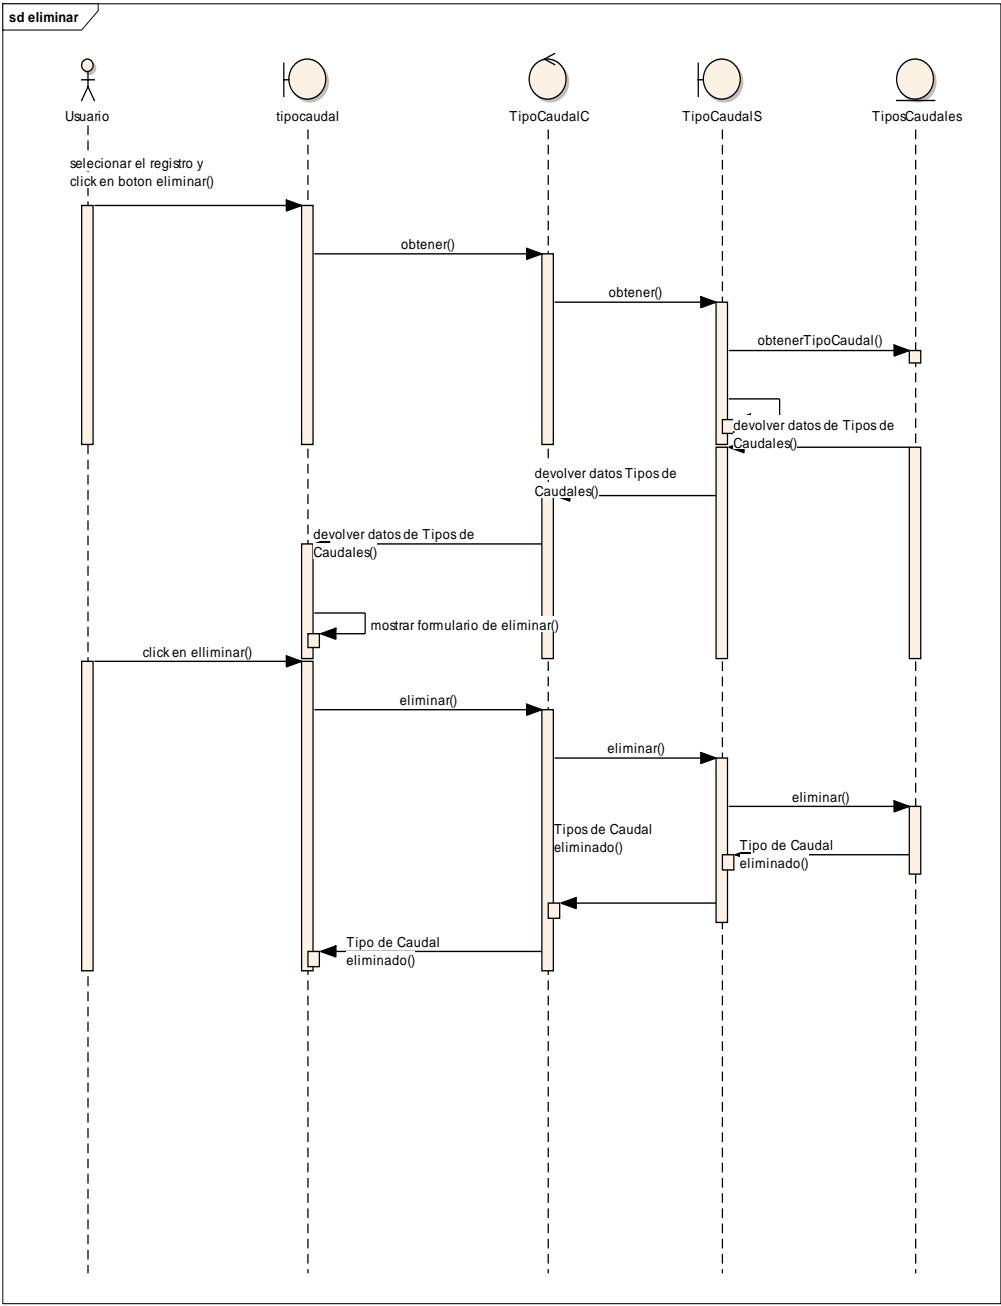 sd eliminar
Usuario
tipocaudal
TipoCaudalC
TipoCaudalS
TiposCaudales
selecionar el registro y
click en boton eliminar()
obtener()
obtener()
obtenerTipoCaudal()
devolver datos de Tipos de
Caudales()
devolver datos Tipos de
Caudales()
devolver datos de Tipos de
Caudales()
mostrar formulario de eliminar()
click en elliminar()
eliminar()
eliminar()
eliminar()
Tipos de Caudal
eliminado()
Tipo de Caudal
eliminado()
Tipo de Caudal
eliminado()